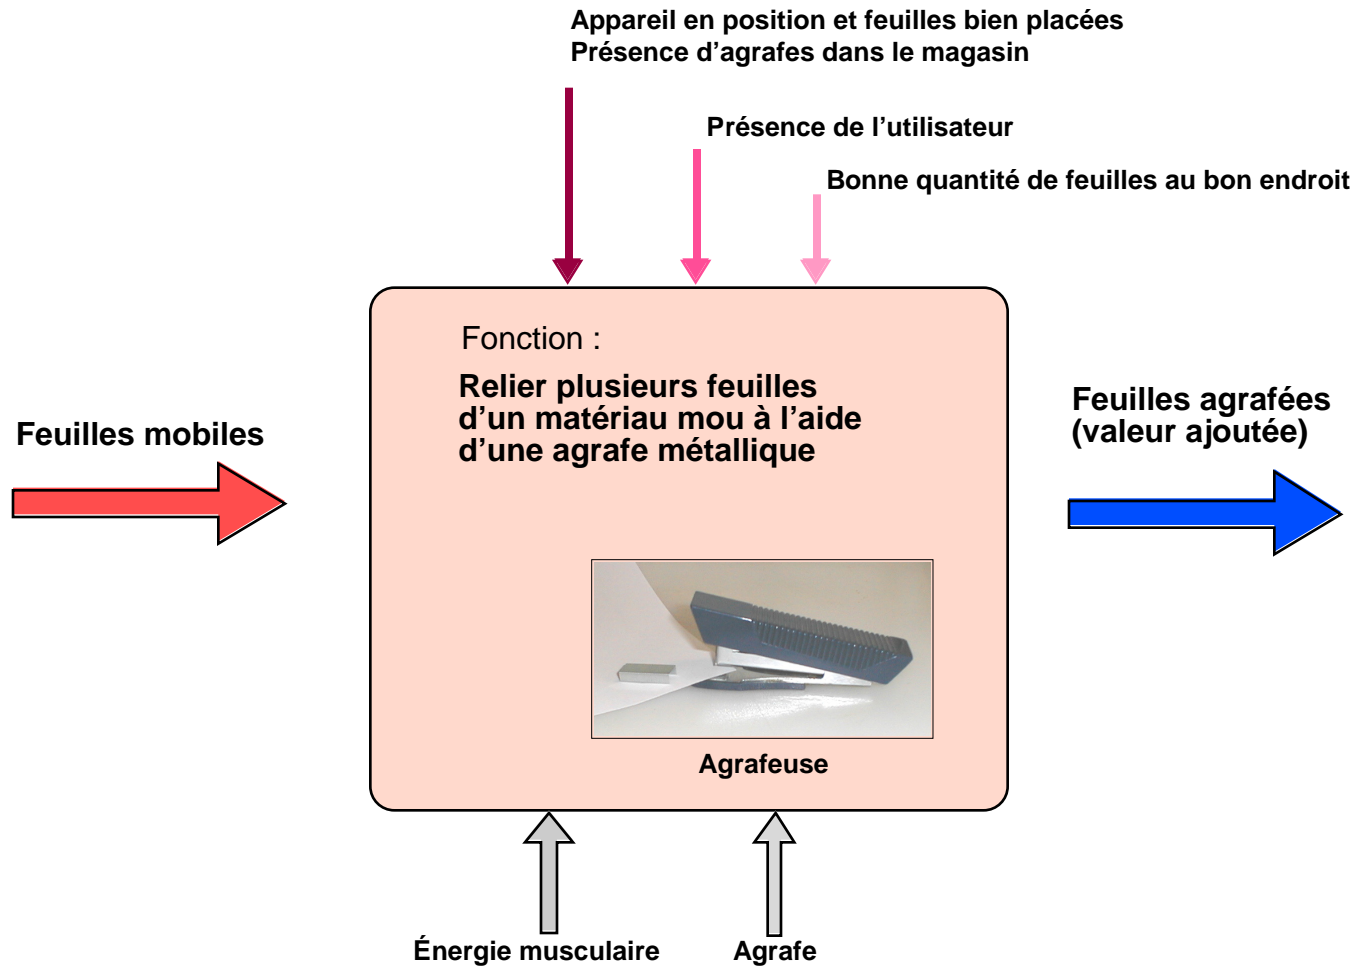 Appareil en position et feuilles bien placées
Présence d’agrafes dans le magasin
Présence de l’utilisateur
Bonne quantité de feuilles au bon endroit
Fonction :
Relier plusieurs feuilles
d’un matériau mou à l’aide
d’une agrafe métallique
Feuilles mobiles
Feuilles agrafées
(valeur ajoutée)
Agrafeuse
Énergie musculaire
Agrafe